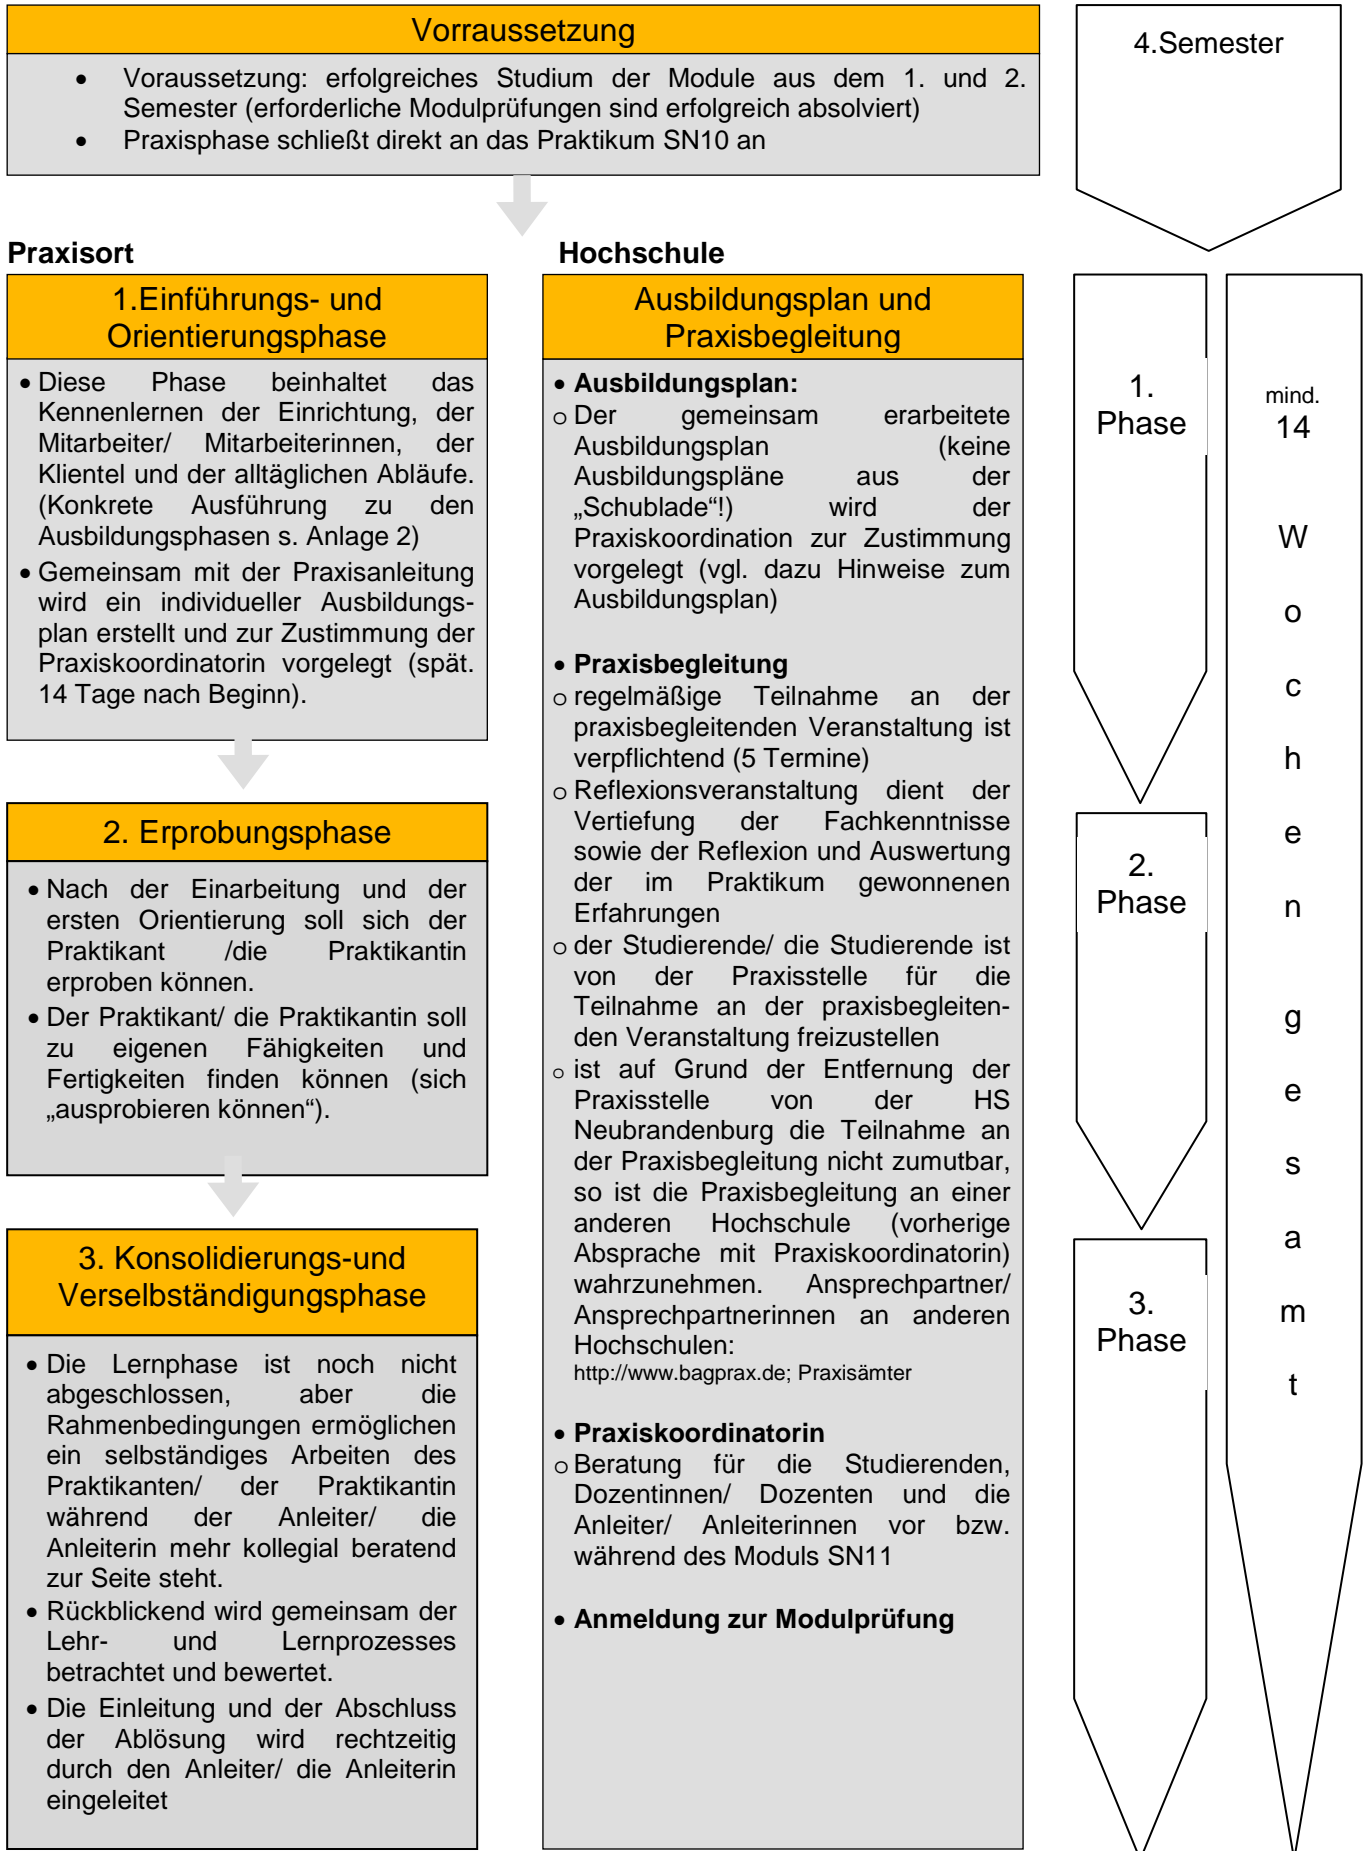 Vorraussetzung
• Voraussetzung: erfolgreiches Studium der Module aus dem 1. und 2.
Semester (erforderliche Modulprüfungen sind erfolgreich absolviert)
• Praxisphase schließt direkt an das Praktikum SN10 an
4.Semester
Praxisort
1.Einführungs- und
Orientierungsphase
• Diese Phase beinhaltet das
Kennenlernen der Einrichtung, der
Mitarbeiter/ Mitarbeiterinnen, der
Klientel und der alltäglichen Abläufe.
(Konkrete Ausführung zu den
Ausbildungsphasen s. Anlage 2)
• Gemeinsam mit der Praxisanleitung
wird ein individueller Ausbildungs-
plan erstellt und zur Zustimmung der
Praxiskoordinatorin vorgelegt (spät.
14 Tage nach Beginn).
2. Erprobungsphase
• Nach der Einarbeitung und der
ersten Orientierung soll sich der
Praktikant /die Praktikantin
erproben können.
• Der Praktikant/ die Praktikantin soll
zu eigenen Fähigkeiten und
Fertigkeiten finden können (sich
„ausprobieren können“).
3. Konsolidierungs-und
Verselbständigungsphase
• Die Lernphase ist noch nicht
abgeschlossen, aber die
Rahmenbedingungen ermöglichen
ein selbständiges Arbeiten des
Praktikanten/ der Praktikantin
während der Anleiter/ die
Anleiterin mehr kollegial beratend
zur Seite steht.
• Rückblickend wird gemeinsam der
Lehr- und Lernprozesses
betrachtet und bewertet.
• Die Einleitung und der Abschluss
der Ablösung wird rechtzeitig
durch den Anleiter/ die Anleiterin
eingeleitet
Hochschule
Ausbildungsplan und
Praxisbegleitung
• Ausbildungsplan:
o Der gemeinsam erarbeitete
Ausbildungsplan (keine
Ausbildungspläne aus der
„Schublade“!) wird der
Praxiskoordination zur Zustimmung
vorgelegt (vgl. dazu Hinweise zum
Ausbildungsplan)
• Praxisbegleitung
o regelmäßige Teilnahme an der
praxisbegleitenden Veranstaltung ist
verpflichtend (5 Termine)
o Reflexionsveranstaltung dient der
Vertiefung der Fachkenntnisse
sowie der Reflexion und Auswertung
der im Praktikum gewonnenen
Erfahrungen
o der Studierende/ die Studierende ist
von der Praxisstelle für die
Teilnahme an der praxisbegleiten-
den Veranstaltung freizustellen
o ist auf Grund der Entfernung der
Praxisstelle von der HS
Neubrandenburg die Teilnahme an
der Praxisbegleitung nicht zumutbar,
so ist die Praxisbegleitung an einer
anderen Hochschule (vorherige
Absprache mit Praxiskoordinatorin)
wahrzunehmen. Ansprechpartner/
Ansprechpartnerinnen an anderen
Hochschulen:
http://www.bagprax.de; Praxisämter
• Praxiskoordinatorin
o Beratung für die Studierenden,
Dozentinnen/ Dozenten und die
Anleiter/ Anleiterinnen vor bzw.
während des Moduls SN11
• Anmeldung zur Modulprüfung
1.
Phase
2.
Phase
3.
Phase
mind.
14
W
o
c
h
e
n
g
e
s
a
m
t